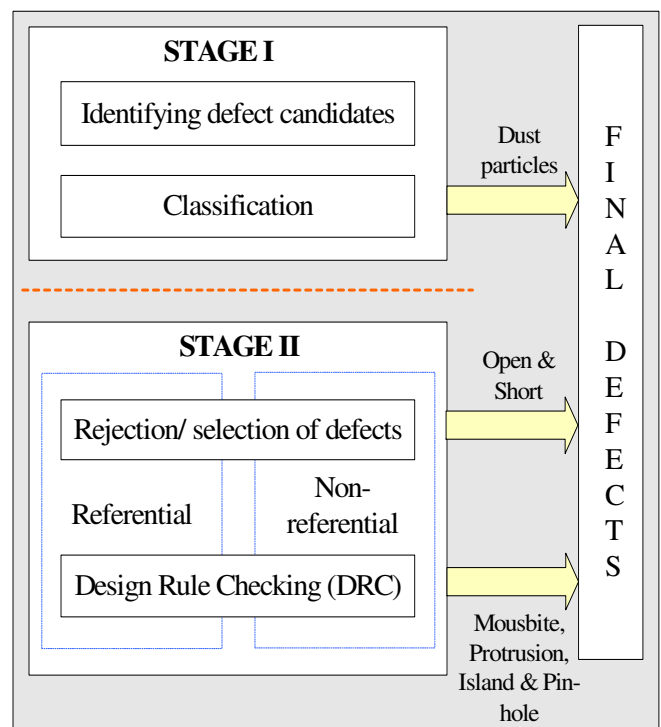 STAGE I
Identifying defect candidates
Classification
Dust
particles
STAGE II
Rejection/ selection of defects
Referential
Non-
referential
Design Rule Checking (DRC)
Open &
Short
Mousbite,
Protrusion,
Island & Pin-
hole
F
I
N
A
L
D
E
F
E
C
T
S